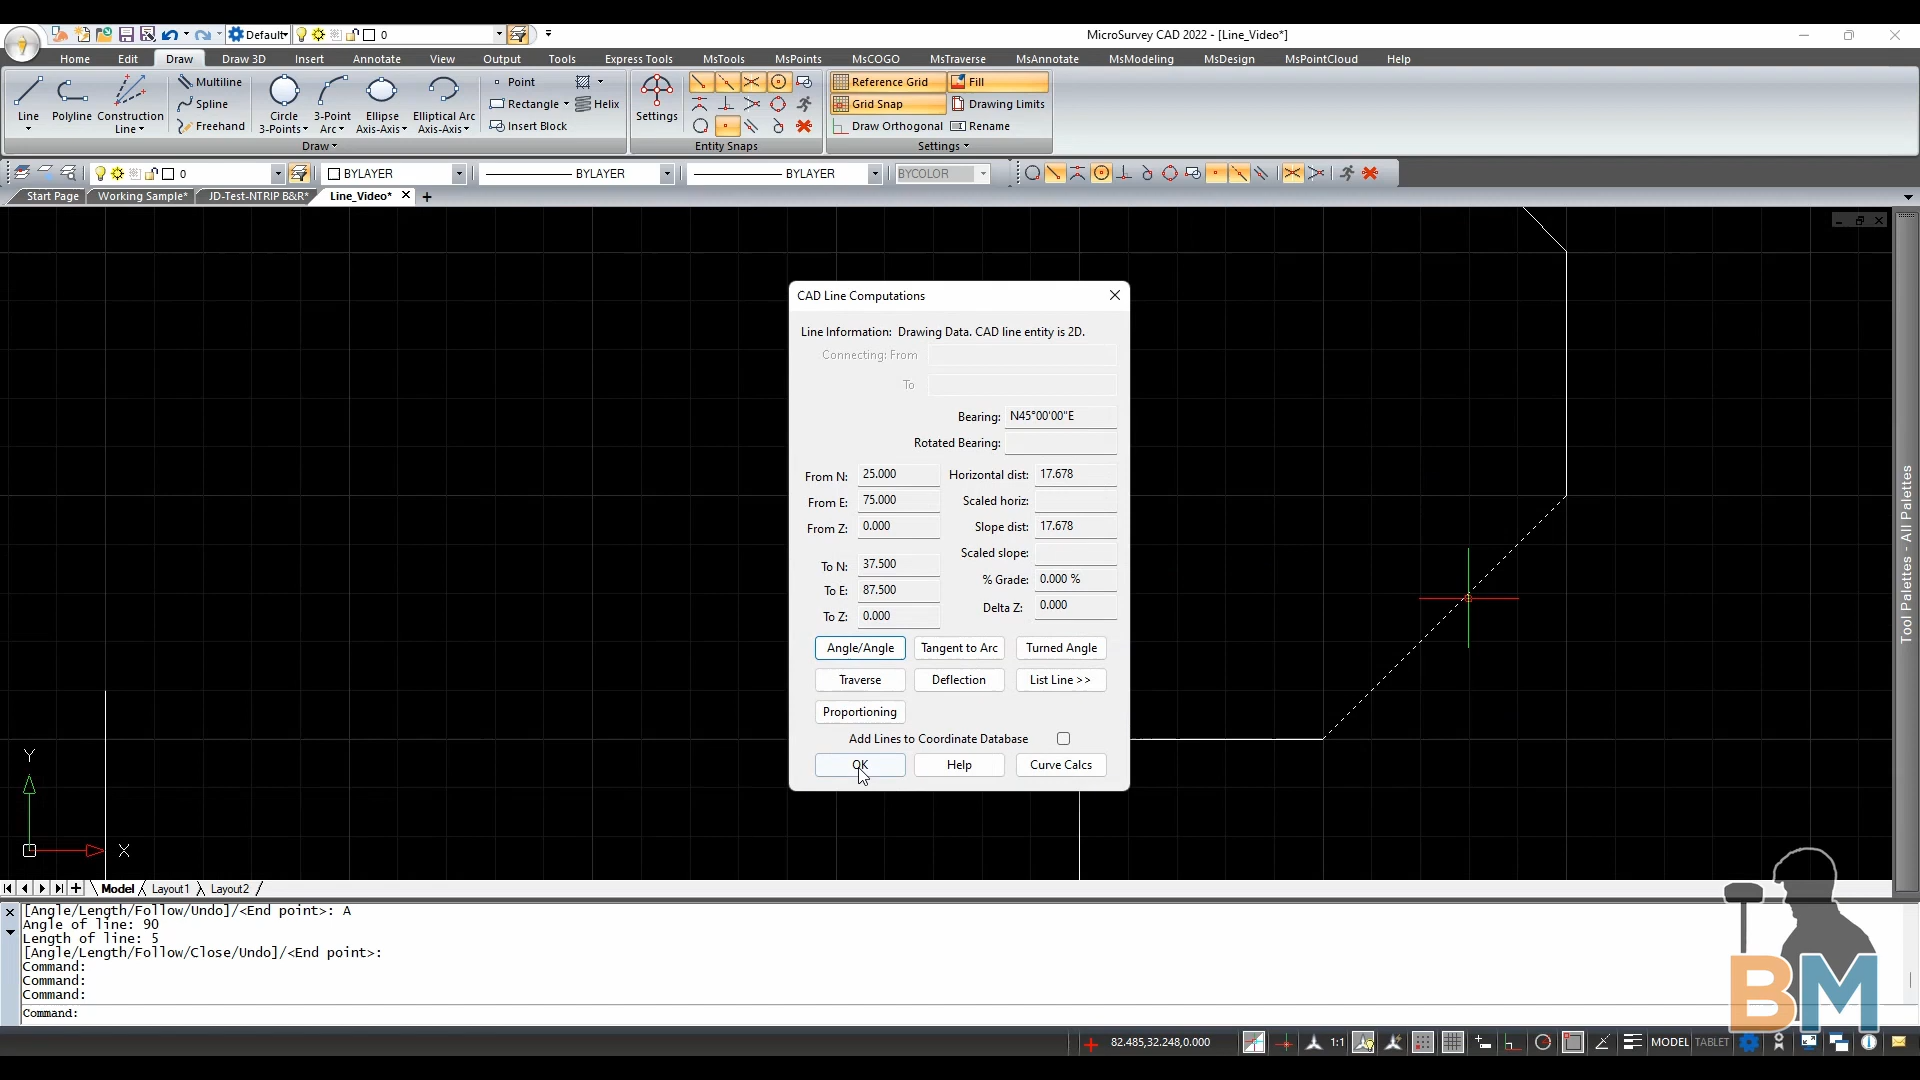 Default
0
MicroSurvey CAD 2022 - [Line_Video*]
Home Edit Draw Draw 3D Insert Annotate View Output Tools Express Tools MsTools MsPoints MsCOGO MsTraverse MsAnnotate MsModeling MsDesign MsPointCloud Help
Line
Polyline
Construction
Line
Multiline
Spline
Freehand
Circle
3-Points
3-Point
Arc
Ellipse
Axis-Axis
Elliptical Arc
Axis-Axis
Point
Rectangle
Helix
Insert Block
Draw
Settings
Entity Snaps
Reference Grid
Fill
Grid Snap
Drawing Limits
Draw Orthogonal
Rename
Settings
0
BYLAYER
BYLAYER
BYLAYER
BYCOLOR
Start Page
Working Sample*
JD-Test-NTRIP B&R*
Line_Video*
Tool Palettes - All Palettes
CAD Line Computations
Line Information: Drawing Data. CAD line entity is 2D.
Connecting: From
To
Bearing: N45°00'00"E
Rotated Bearing:
From N: 25.000
Horizontal dist: 17.678
From E: 75.000
Scaled horiz:
From Z: 0.000
Slope dist: 17.678
Scaled slope:
To N: 37.500
% Grade: 0.000 %
To E: 87.500
Delta Z: 0.000
To Z: 0.000
Angle/Angle
Tangent to Arc
Turned Angle
Traverse
Deflection
List Line >>
Proportioning
Add Lines to Coordinate Database
OK
Help
Curve Calcs
Y
X
Model
Layout1
Layout2
[Angle/Length/Follow/Undo]/<End point>: A
Angle of line: 90
Length of line: 5
[Angle/Length/Follow/Close/Undo]/<End point>:
Command:
Command:
Command:
Command:
BM
82.485,32.248,0.000
1:1
MODEL
TABLET